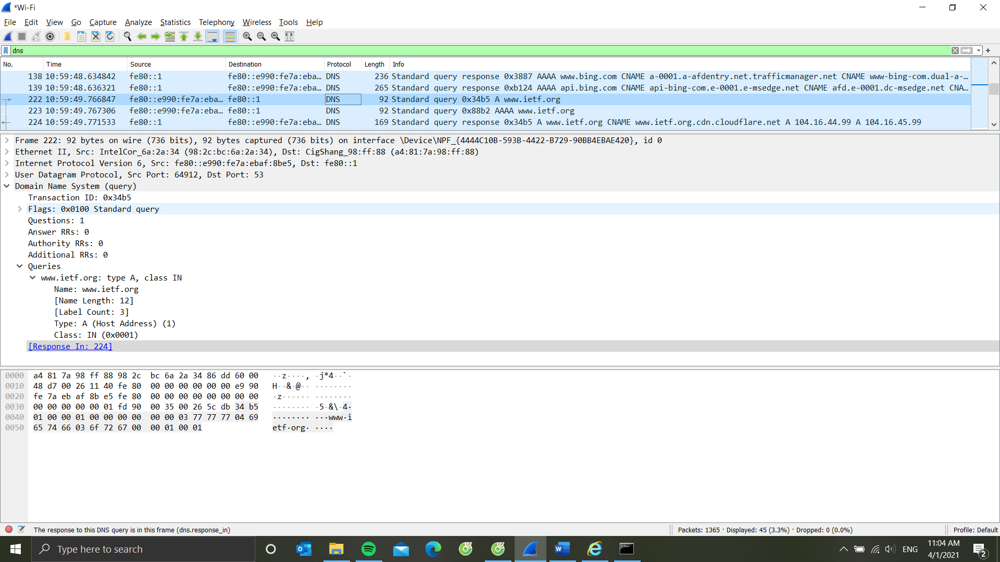 *Wi-Fi
File Edit View Go Capture Analyze Statistics Telephony Wireless Tools Help
dns
No. Time Source Destination Protocol Length Info
138 10:59:48.634842 fe80::1 fe80::e990:fe7a:eba… DNS 236 Standard query response 0x3887 AAAA www.bing.com CNAME a-0001.a-afdentry.net.trafficmanager.net CNAME www-bing-com.dual-a-…
139 10:59:48.636321 fe80::1 fe80::e990:fe7a:eba… DNS 265 Standard query response 0xb124 AAAA api.bing.com CNAME api-bing-com.e-0001.e-msedge.net CNAME afd.e-0001.dc-msedge.net CNA…
222 10:59:49.766847 fe80::e990:fe7a:eba… fe80::1 DNS 92 Standard query 0x34b5 A www.ietf.org
223 10:59:49.767306 fe80::e990:fe7a:eba… fe80::1 DNS 92 Standard query 0x88b2 AAAA www.ietf.org
224 10:59:49.771533 fe80::1 fe80::e990:fe7a:eba… DNS 169 Standard query response 0x34b5 A www.ietf.org CNAME www.ietf.org.cdn.cloudflare.net A 104.16.44.99 A 104.16.45.99
Frame 222: 92 bytes on wire (736 bits), 92 bytes captured (736 bits) on interface \Device\NPF_{4444C10B-593B-4422-B729-90BB4EBAE420}, id 0
Ethernet II, Src: IntelCor_6a:2a:34 (98:2c:bc:6a:2a:34), Dst: CigShang_98:ff:88 (a4:81:7a:98:ff:88)
Internet Protocol Version 6, Src: fe80::e990:fe7a:ebaf:8be5, Dst: fe80::1
User Datagram Protocol, Src Port: 64912, Dst Port: 53
Domain Name System (query)
Transaction ID: 0x34b5
Flags: 0x0100 Standard query
Questions: 1
Answer RRs: 0
Authority RRs: 0
Additional RRs: 0
Queries
www.ietf.org: type A, class IN
Name: www.ietf.org
[Name Length: 12]
[Label Count: 3]
Type: A (Host Address) (1)
Class: IN (0x0001)
[Response In: 224]
0000 a4 81 7a 98 ff 88 98 2c bc 6a 2a 34 86 dd 60 00 ··z····, ·j*4··`·
0010 48 d7 00 26 11 40 fe 80 00 00 00 00 00 00 e9 90 H··&·@·· ········
0020 fe 7a eb af 8b e5 fe 80 00 00 00 00 00 00 00 00 ·z······ ········
0030 00 00 00 00 00 01 fd 90 00 35 00 26 5c db 34 b5 ········ ·5·&\·4·
0040 01 00 00 01 00 00 00 00 00 00 03 77 77 77 04 69 ········ ···www·i
0050 65 74 66 03 6f 72 67 00 00 01 00 01 etf·org· ····
The response to this DNS query is in this frame (dns.response_in)
Packets: 1365 · Displayed: 45 (3.3%) · Dropped: 0 (0.0%)
Profile: Default
Type here to search
ENG
11:04 AM
4/1/2021
2